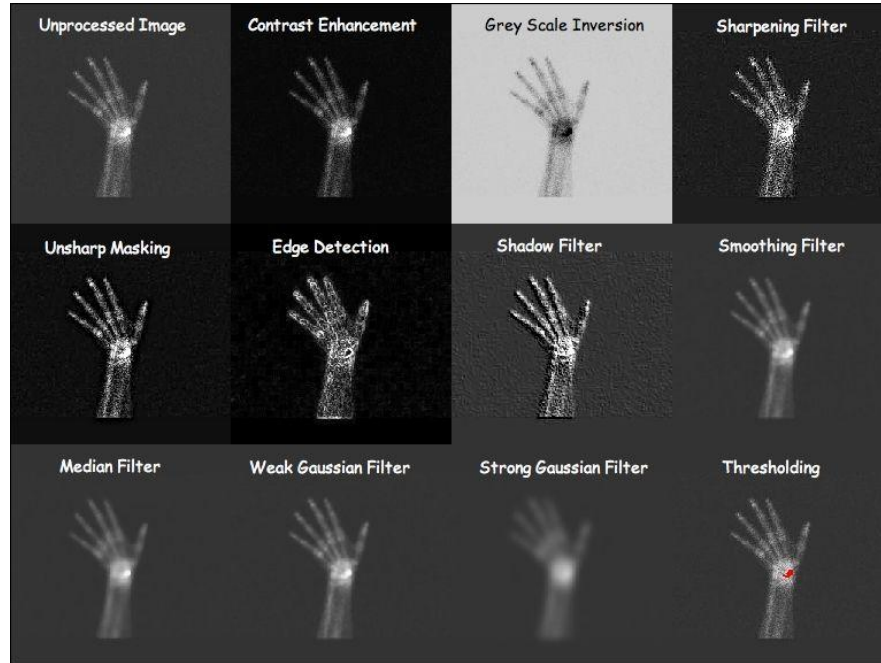 Unprocessed Image
Contrast Enhancement
Grey Scale Inversion
Sharpening Filter
Unsharp Masking
Edge Detection
Shadow Filter
Smoothing Filter
Median Filter
Weak Gaussian Filter
Strong Gaussian Filter
Thresholding